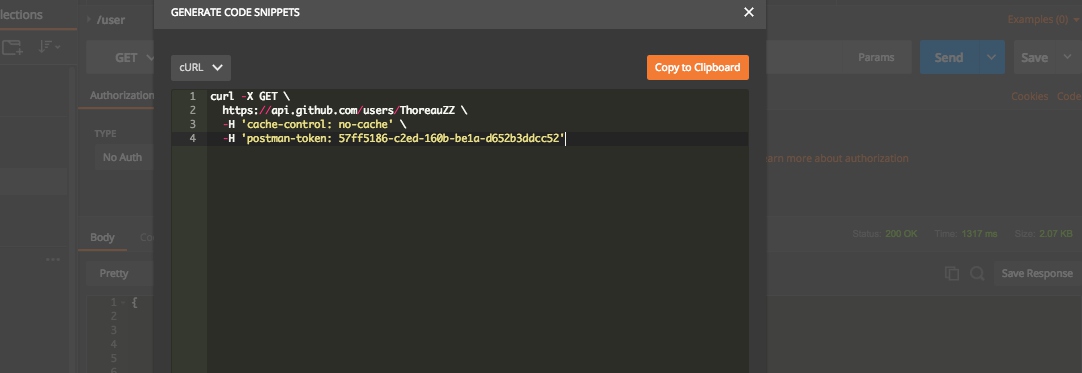 lections
/user
GENERATE CODE SNIPPETS
Examples (0)
GET
Params
Send
Save
cURL
Copy to Clipboard
Authorization
Cookies Code
1 curl -X GET \
2 https://api.github.com/users/ThoreauZZ \
3 -H 'cache-control: no-cache' \
4 -H 'postman-token: 57ff5186-c2ed-160b-be1a-d652b3ddcc52'
TYPE
No Auth
arn more about authorization
Body Co
Status: 200 OK Time: 1317 ms Size: 2.07 KB
Pretty
Save Response
1 {
2
3
4
5
6